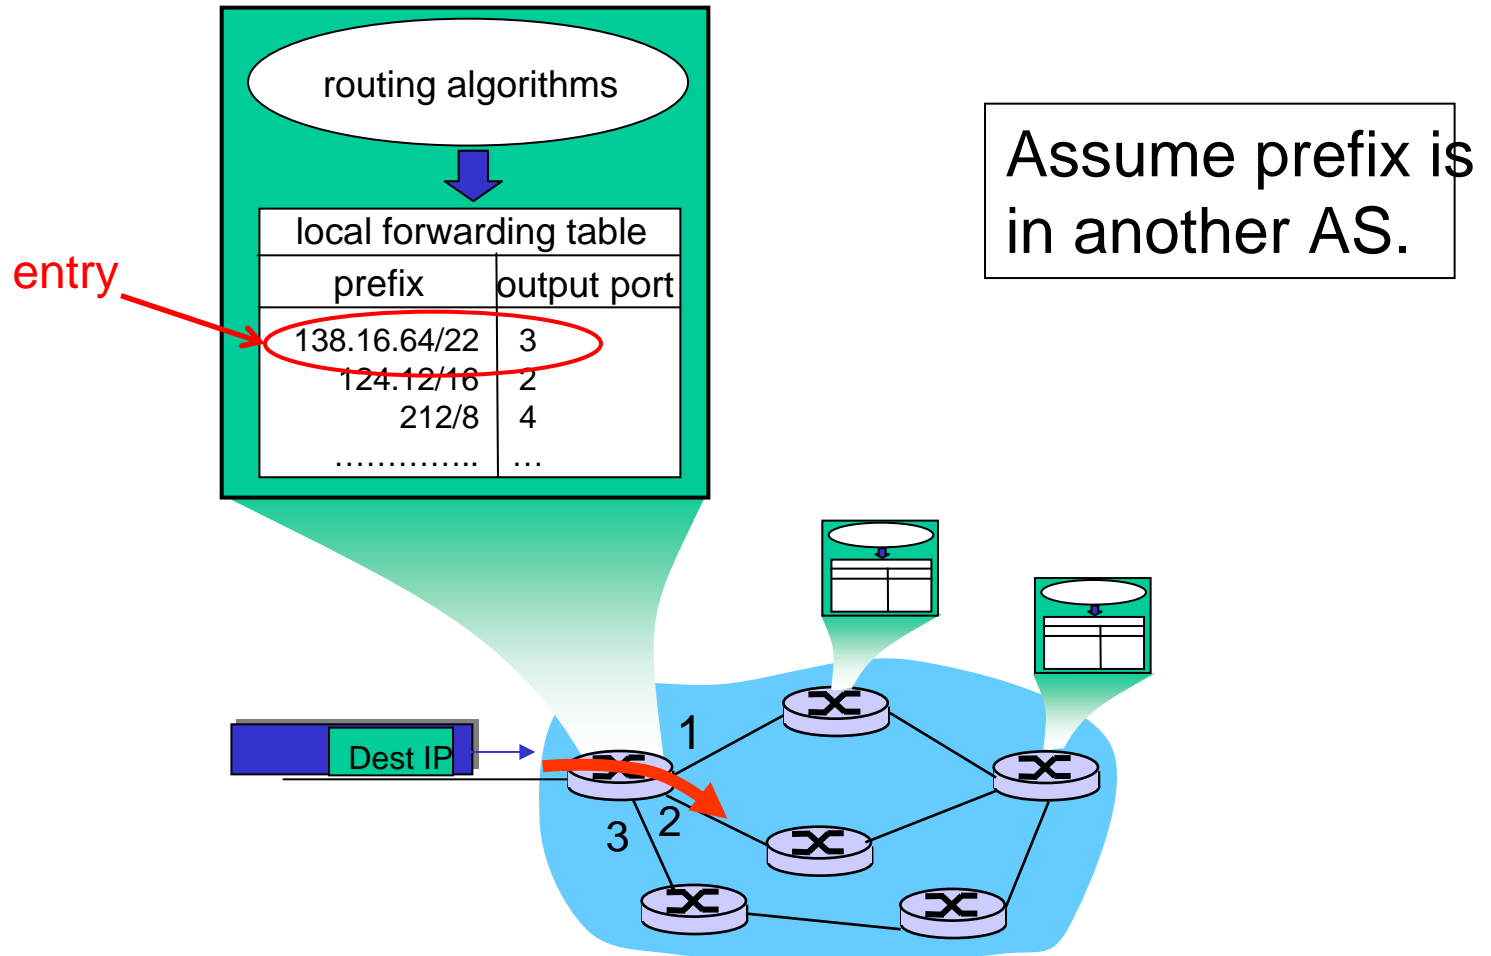 routing algorithms
local forwarding table
prefix output port
138.16.64/22 3
124.12/16 2
212/8 4
………….. …
entry
Assume prefix is
in another AS.
Dest IP
1
2
3